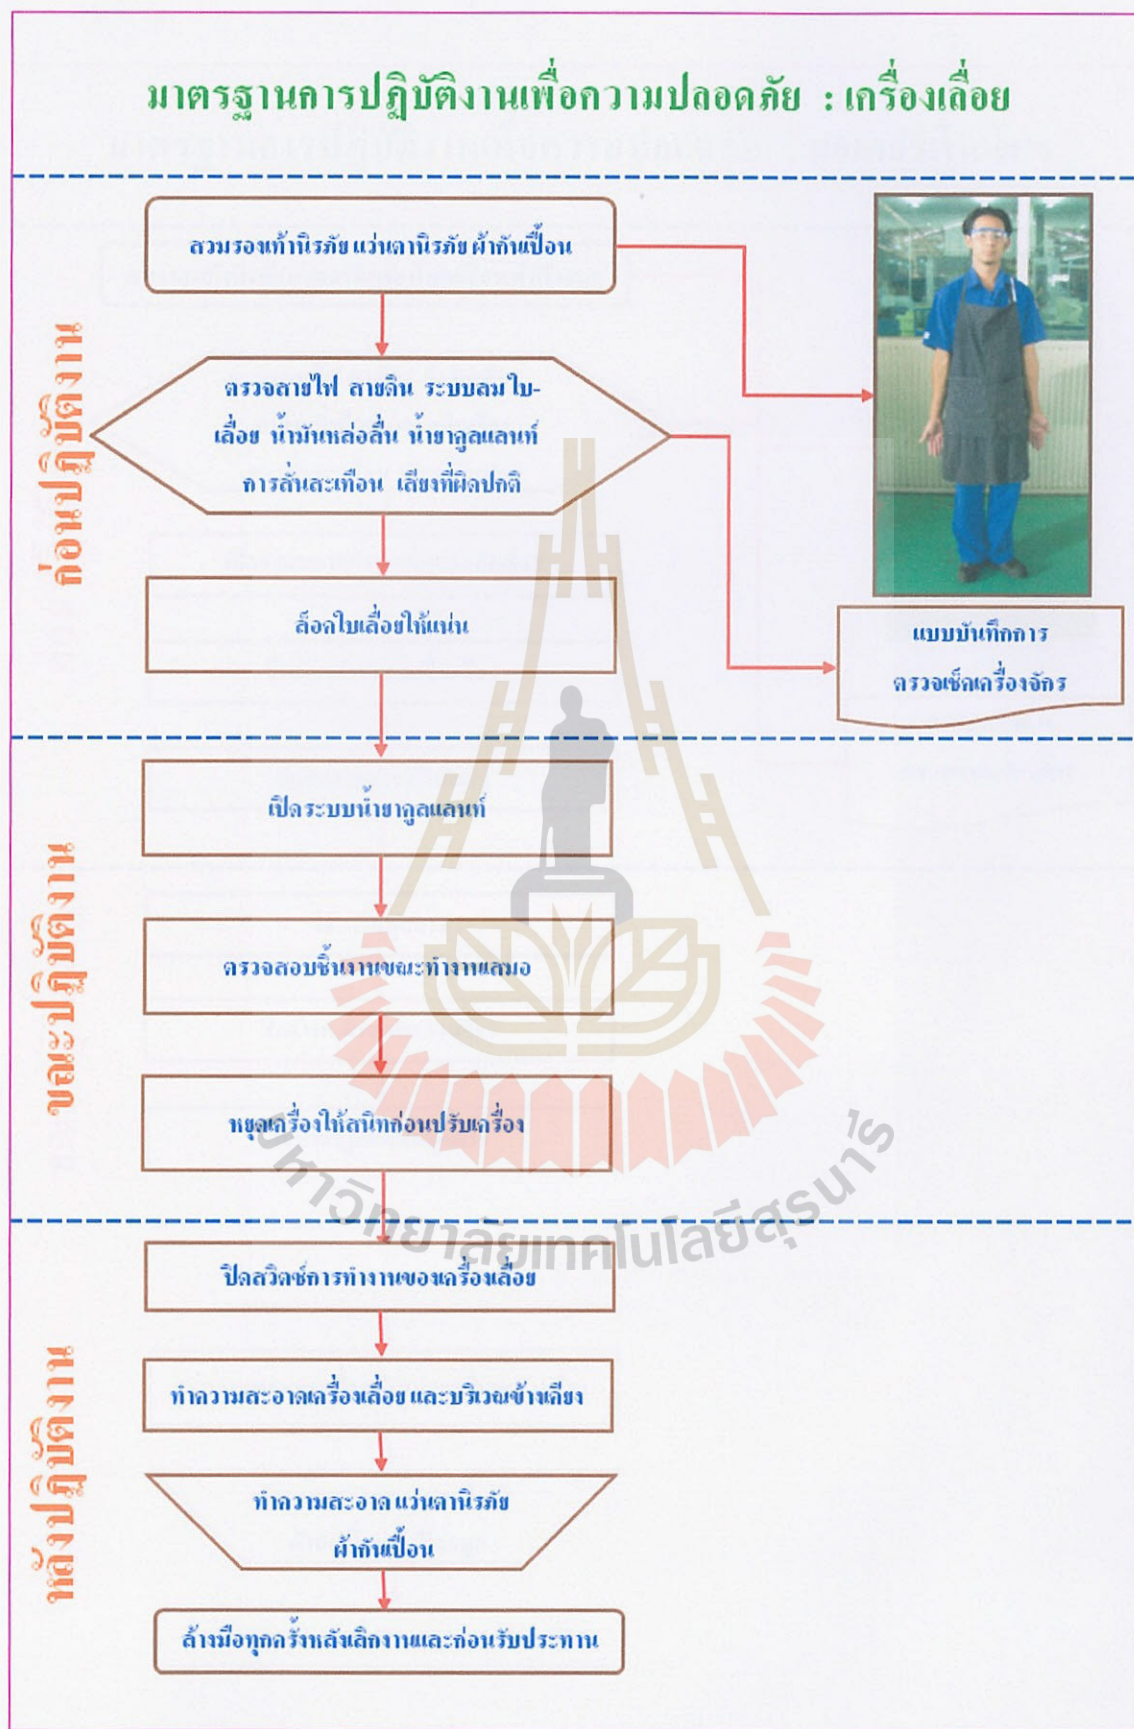 มาตรฐานการปฏิบัติงานเพื่อความปลอดภัย : เครื่องเลื่อย
ก่อนปฏิบัติงาน
สวมรองเท้านิรภัย แว่นตานิรภัย ผ้ากันเปื้อน
ตรวจสายไฟ สายดิน ระบบลม ใบ-
เลื่อย น้ำมันหล่อลื่น น้ำยาคูลแลนท์
การสั่นสะเทือน เสียงที่ผิดปกติ
ล็อคใบเลื่อยให้แน่น
แบบบันทึกการ
ตรวจเช็คเครื่องจักร
ขณะปฏิบัติงาน
เปิดระบบน้ำยาคูลแลนท์
ตรวจสอบชิ้นงานขณะทำงานเสมอ
หยุดเครื่องให้สนิทก่อนปรับเครื่อง
มหาวิทยาลัยเทคโนโลยีสุรนารี
หลังปฏิบัติงาน
ปิดสวิตซ์การทำงานของเครื่องเลื่อย
ทำความสะอาดเครื่องเลื่อย และบริเวณข้างเคียง
ทำความสะอาด แว่นตานิรภัย
ผ้ากันเปื้อน
ล้างมือทุกครั้งหลังเลิกงานและก่อนรับประทาน